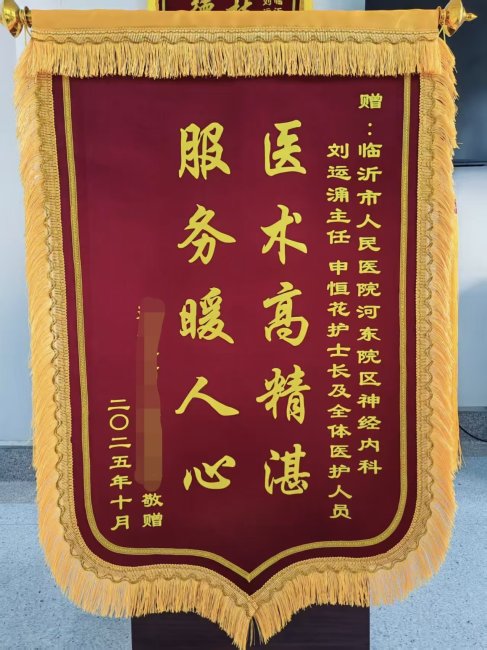 赠：临沂市人民医院河东院区神经内科
刘运涌主任 申恒花护士长及全体医护人员
医术高精湛
服务暖人心
敬赠
二〇二五年十月